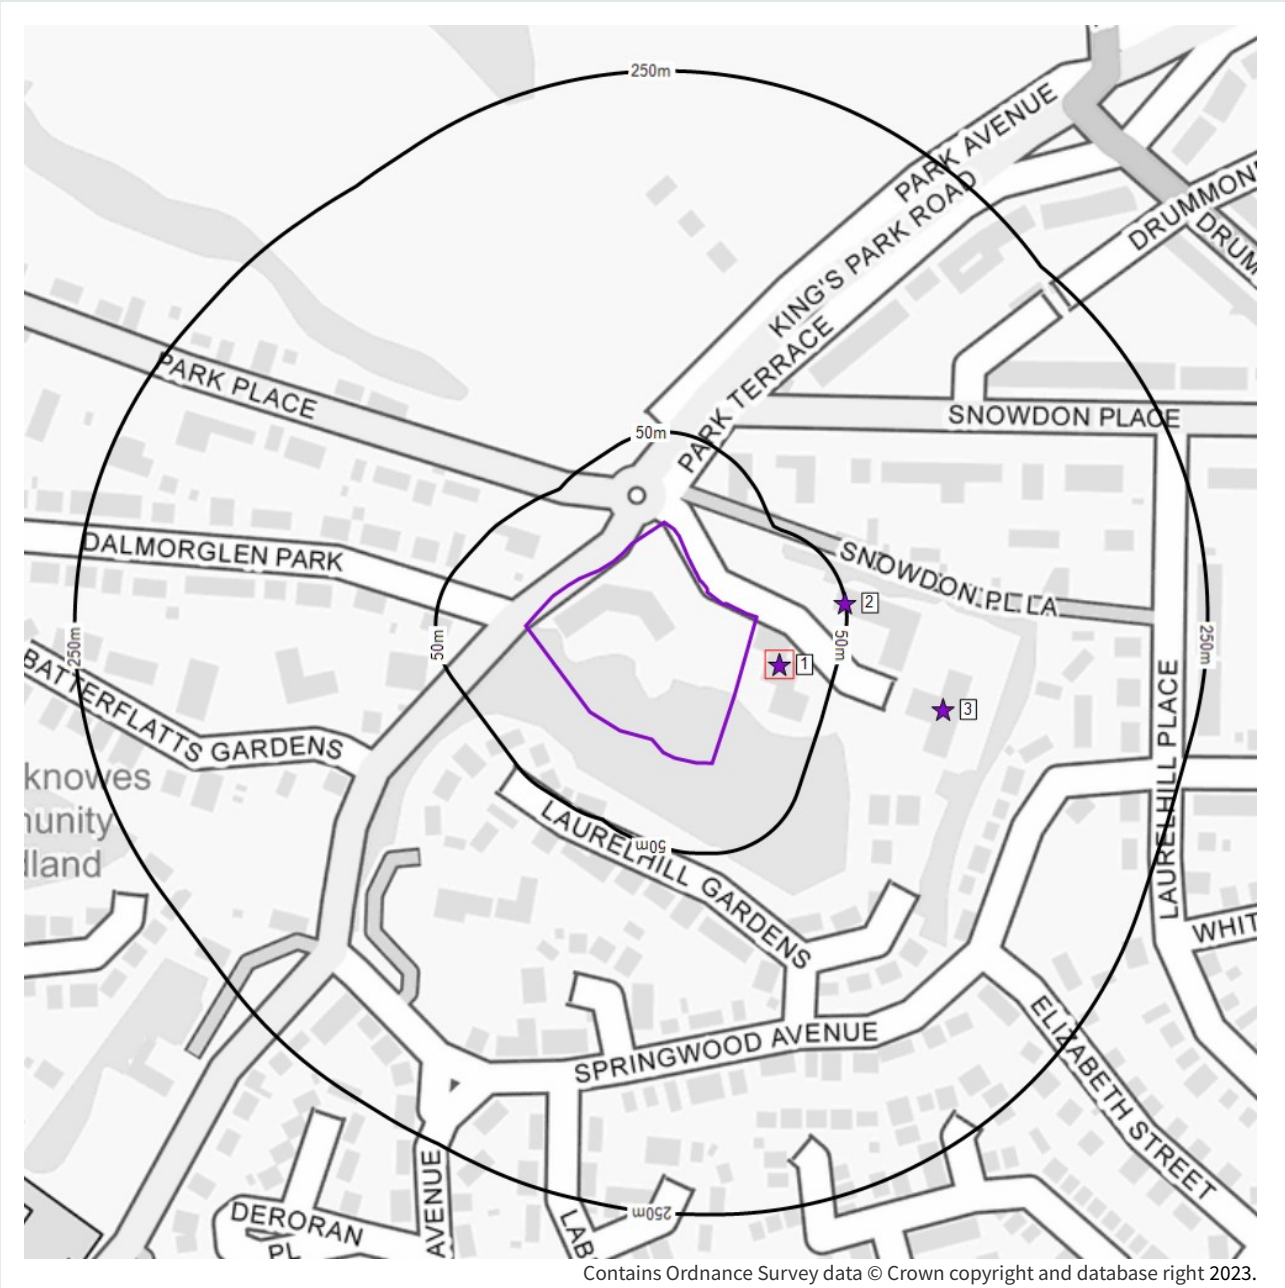 250m
PARK AVENUE
KING'S PARK ROAD
PARK TERRACE
DRUMMOND
DRUM
PARK PLACE
SNOWDON PLACE
50m
DALMORGLEN PARK
SNOWDON PL LA
2
1
3
50m
50m
250m
250m
BATTERFLATTS GARDENS
knowes
unity
dland
LAURELHILL PLACE
LAURELHILL GARDENS
50m
WHIT
SPRINGWOOD AVENUE
ELIZABETH STREET
250m
DERORAN
PL
AVENUE
LAB
Contains Ordnance Survey data © Crown copyright and database right 2023.